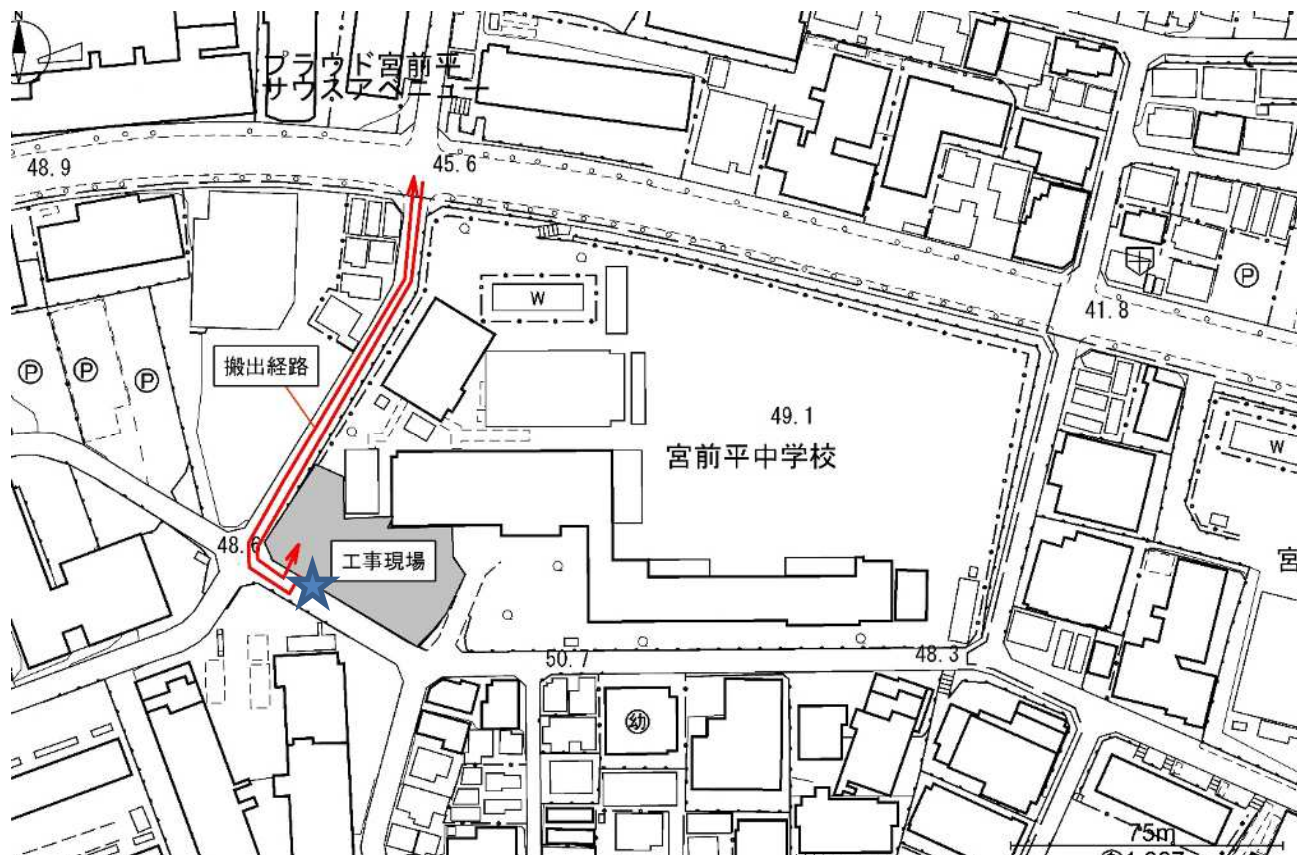 N
プラウド宮前平
サウスアベニュー
48.9
45.6
W
41.8
Ⓟ
搬出経路
Ⓟ
Ⓟ
Ⓟ
49.1
宮前平中学校
W
48.6
工事現場
宮
50.7
48.3
㊕
75m